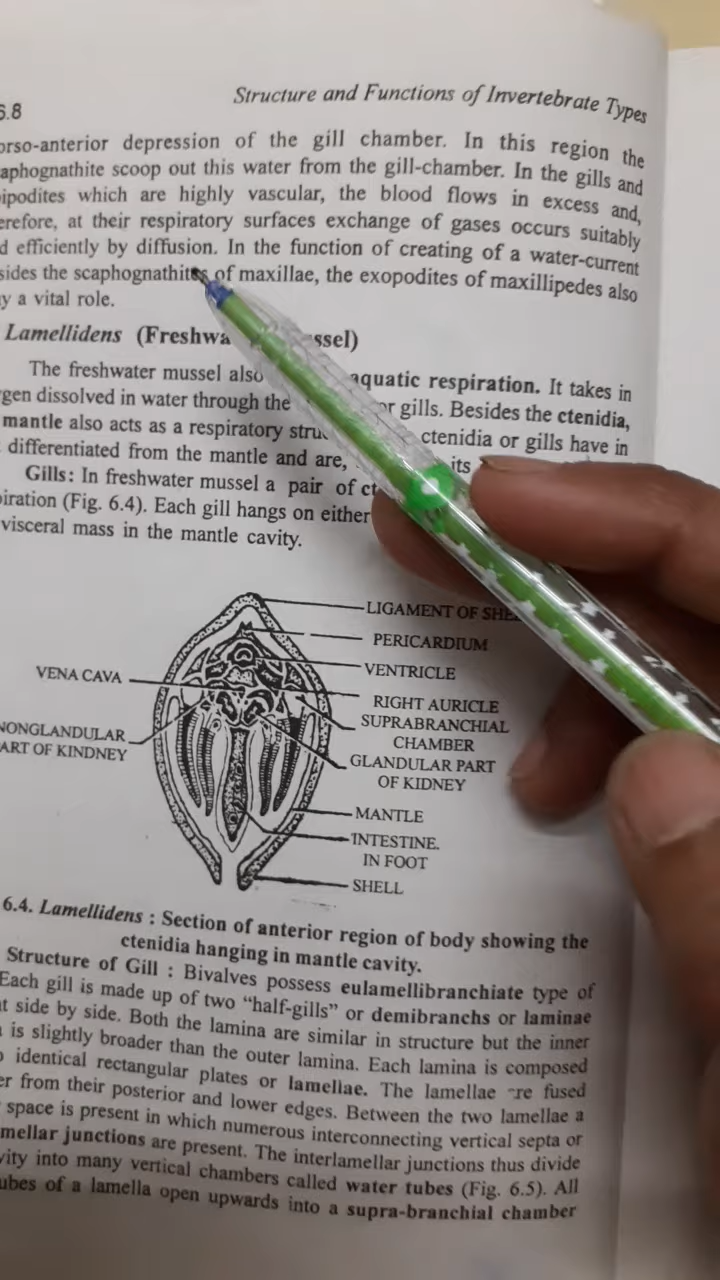 6.8
Structure and Functions of Invertebrate Types
orso-anterior depression of the gill chamber. In this region the
aphognathite scoop out this water from the gill-chamber. In the gills and
ipodites which are highly vascular, the blood flows in excess and,
erefore, at their respiratory surfaces exchange of gases occurs suitably
d efficiently by diffusion. In the function of creating of a water-current
sides the scaphognathites of maxillae, the exopodites of maxillipedes also
y a vital role.
Lamellidens (Freshwa ssel)
The freshwater mussel also aquatic respiration. It takes in
gen dissolved in water through the or gills. Besides the ctenidia,
mantle also acts as a respiratory stru ctenidia or gills have in
differentiated from the mantle and are, its
Gills: In freshwater mussel a pair of ct
iration (Fig. 6.4). Each gill hangs on either
visceral mass in the mantle cavity.
LIGAMENT OF SHE
PERICARDIUM
VENTRICLE
VENA CAVA
RIGHT AURICLE
SUPRABRANCHIAL
CHAMBER
NONGLANDULAR
ART OF KINDNEY
GLANDULAR PART
OF KIDNEY
MANTLE
INTESTINE.
IN FOOT
SHELL
6.4. Lamellidens : Section of anterior region of body showing the
ctenidia hanging in mantle cavity.
Structure of Gill : Bivalves possess eulamellibranchiate type of
Each gill is made up of two "half-gills" or demibranchs or laminae
t side by side. Both the lamina are similar in structure but the inner
is slightly broader than the outer lamina. Each lamina is composed
identical rectangular plates or lamellae. The lamellae re fused
er from their posterior and lower edges. Between the two lamellae a
space is present in which numerous interconnecting vertical septa or
mellar junctions are present. The interlamellar junctions thus divide
vity into many vertical chambers called water tubes (Fig. 6.5). All
ubes of a lamella open upwards into a supra-branchial chamber